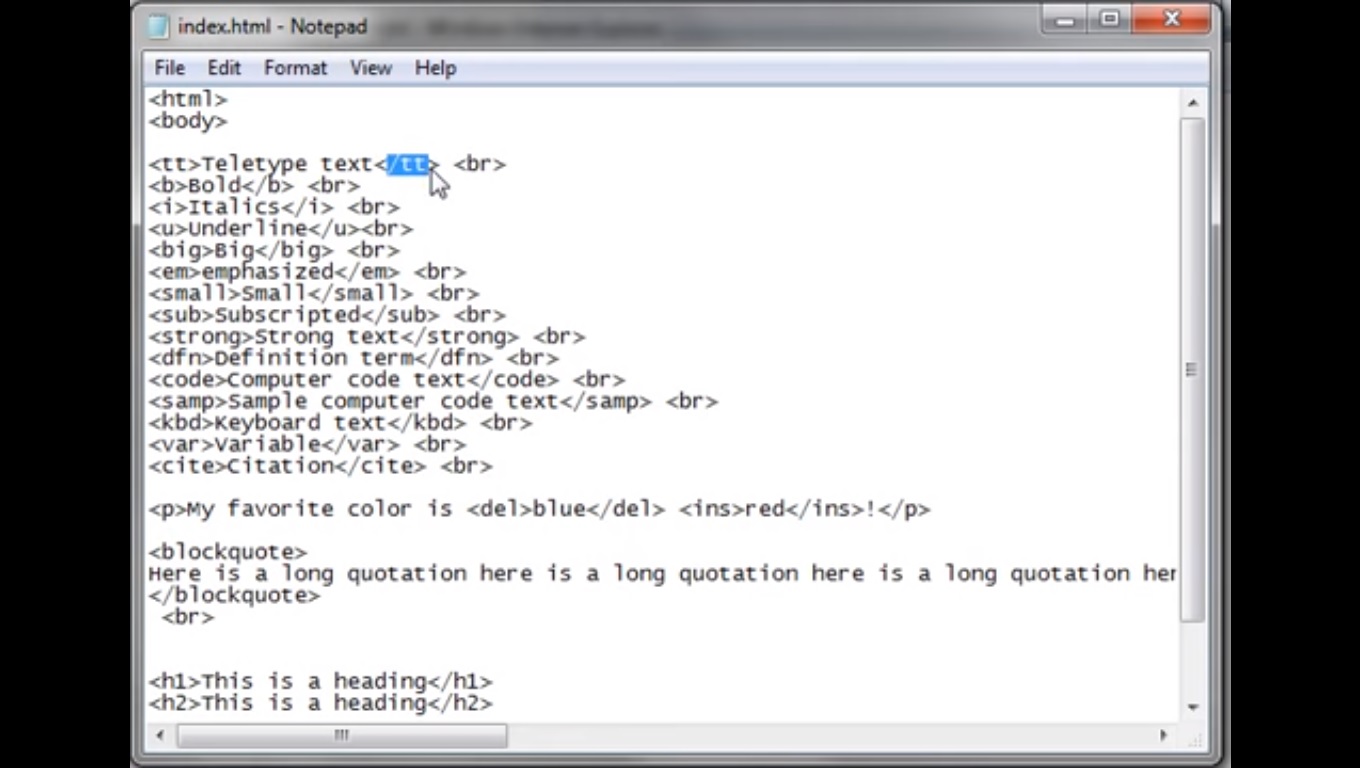 index.html - Notepad
File Edit Format View Help
<html>
<body>
<tt>Teletype text</tt> <br>
<b>Bold</b> <br>
<i>Italics</i> <br>
<u>Underline</u><br>
<big>Big</big> <br>
<em>emphasized</em> <br>
<small>Small</small> <br>
<sub>Subscripted</sub> <br>
<strong>Strong text</strong> <br>
<dfn>Definition term</dfn> <br>
<code>Computer code text</code> <br>
<samp>Sample computer code text</samp> <br>
<kbd>Keyboard text</kbd> <br>
<var>Variable</var> <br>
<cite>Citation</cite> <br>
<p>My favorite color is <del>blue</del> <ins>red</ins>!</p>
<blockquote>
Here is a long quotation here is a long quotation here is a long quotation her
</blockquote>
<br>
<h1>This is a heading</h1>
<h2>This is a heading</h2>